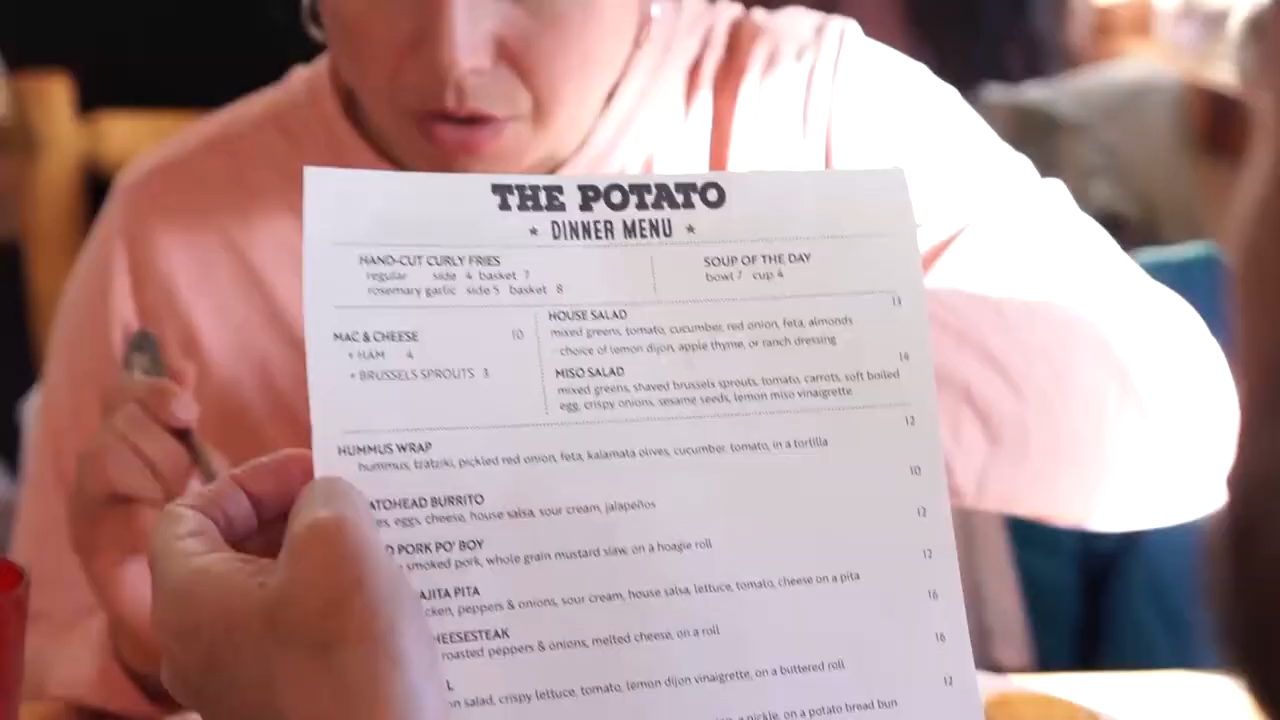 THE POTATO
★ DINNER MENU ★
HAND-CUT CURLY FRIES
regular side 4 basket 7
rosemary garlic side 5 basket 8
SOUP OF THE DAY
bowl 7 cup 4
MAC & CHEESE 10
+ HAM 4
+ BRUSSELS SPROUTS 3
HOUSE SALAD 13
mixed greens, tomato, cucumber, red onion, feta, almonds
choice of lemon dijon, apple thyme, or ranch dressing
MISO SALAD 14
mixed greens, shaved brussels sprouts, tomato, carrots, soft boiled
egg, crispy onions, sesame seeds, lemon miso vinaigrette
HUMMUS WRAP 12
hummus, tzatziki, pickled red onion, feta, kalamata olives, cucumber, tomato, in a tortilla
ATOHEAD BURRITO 10
es, eggs, cheese, house salsa, sour cream, jalapeños
D PORK PO' BOY 12
smoked pork, whole grain mustard slaw, on a hoagie roll
AJITA PITA 12
cken, peppers & onions, sour cream, house salsa, lettuce, tomato, cheese on a pita
HEESESTEAK 16
roasted peppers & onions, melted cheese, on a roll
L 16
on salad, crispy lettuce, tomato, lemon dijon vinaigrette, on a buttered roll
12
a pickle, on a potato bread bun